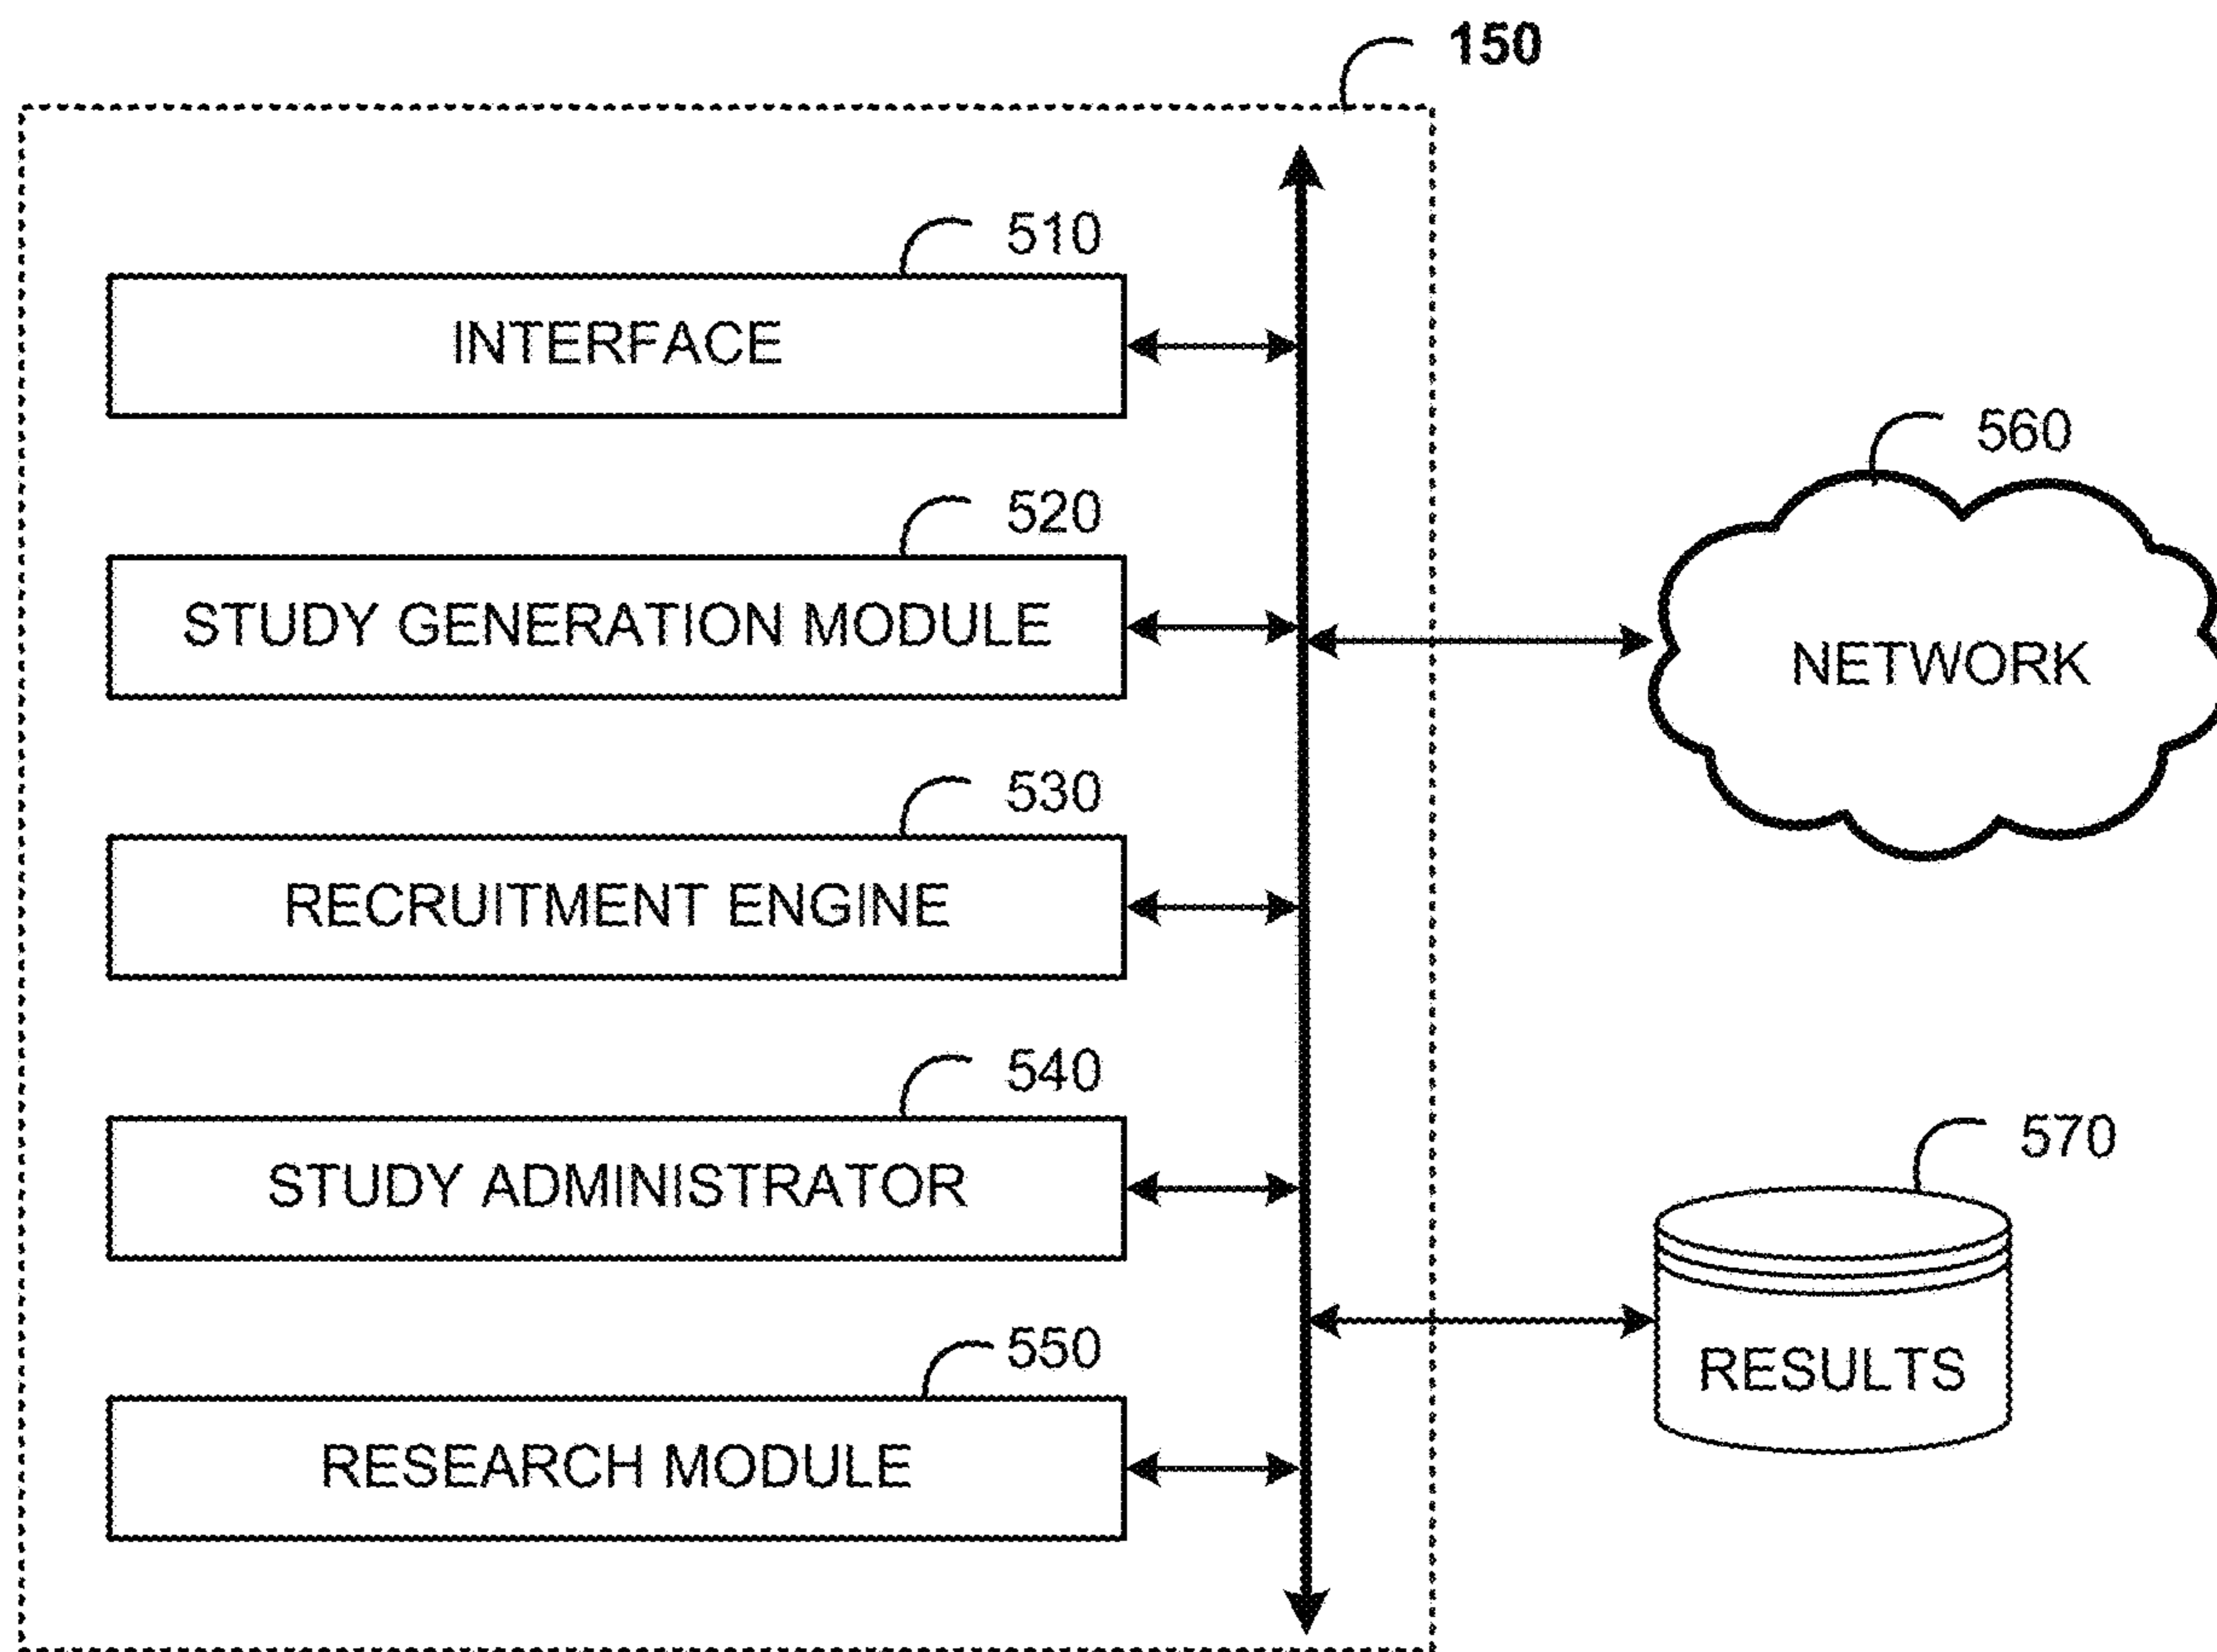 150
510
INTERFACE
520
STUDY GENERATION MODULE
530
RECRUITMENT ENGINE
540
STUDY ADMINISTRATOR
550
RESEARCH MODULE
560
NETWORK
570
RESULTS